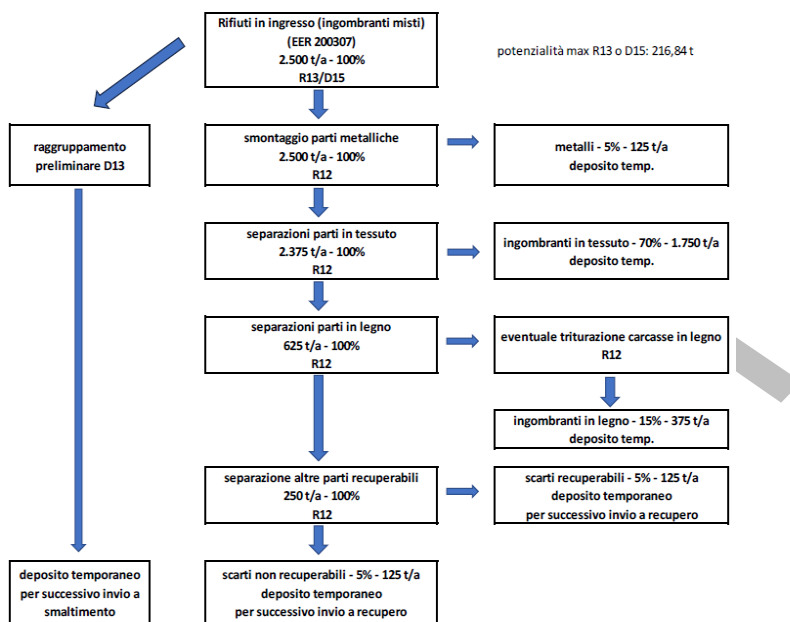 Rifiuti in ingresso (ingombranti misti)
(EER 200307)
2.500 t/a - 100%
R13/D15
potenzialità max R13 o D15: 216,84 t
raggruppamento
preliminare D13
smontaggio parti metalliche
2.500 t/a - 100%
R12
metalli - 5% - 125 t/a
deposito temp.
separazioni parti in tessuto
2.375 t/a - 100%
R12
ingombranti in tessuto - 70% - 1.750 t/a
deposito temp.
separazioni parti in legno
625 t/a - 100%
R12
eventuale triturazione carcasse in legno
R12
ingombranti in legno - 15% - 375 t/a
deposito temp.
separazione altre parti recuperabili
250 t/a - 100%
R12
scarti recuperabili - 5% - 125 t/a
deposito temporaneo
per successivo invio a recupero
deposito temporaneo
per successivo invio a
smaltimento
scarti non recuperabili - 5% - 125 t/a
deposito temporaneo
per successivo invio a recupero